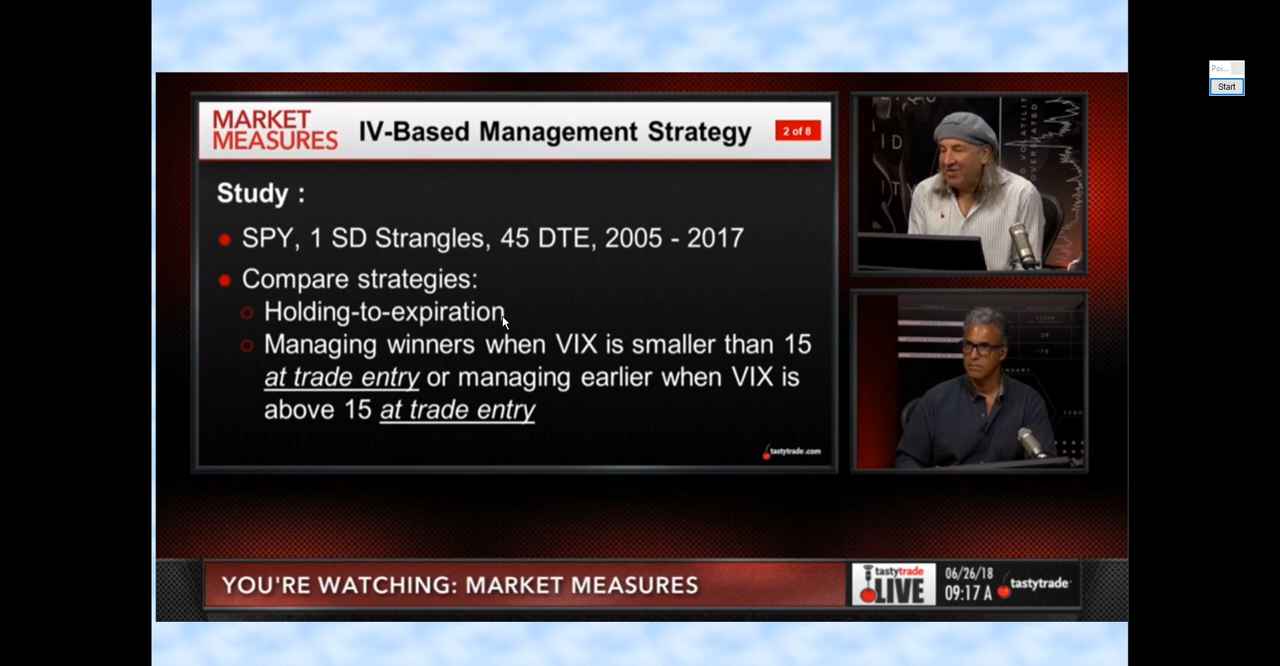 Poi...
Start
MARKET
MEASURES
IV-Based Management Strategy
2 of 8
Study :
SPY, 1 SD Strangles, 45 DTE, 2005 - 2017
Compare strategies:
Holding-to-expiration
Managing winners when VIX is smaller than 15
at trade entry or managing earlier when VIX is
above 15 at trade entry
tastytrade.com
YOU'RE WATCHING: MARKET MEASURES
tastytrade
LIVE
06/26/18
09:17 A
tastytrade